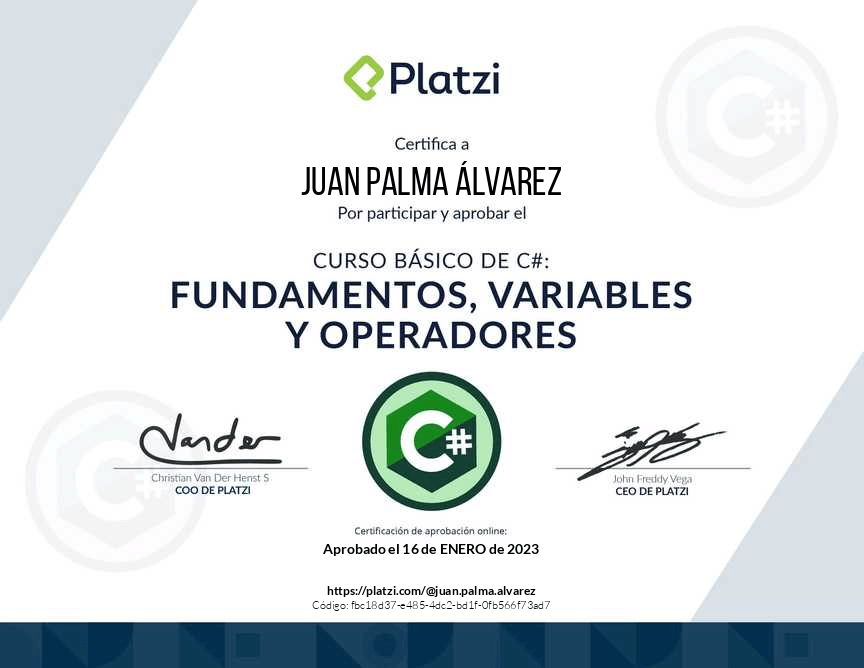 Platzi
Certifica a
JUAN PALMA ÁLVAREZ
Por participar y aprobar el
CURSO BÁSICO DE C#:
FUNDAMENTOS, VARIABLES
Y OPERADORES
C#
C#
C#
Vander
Christian Van Der Henst S
COO DE PLATZI
John Freddy Vega
CEO DE PLATZI
Certificación de aprobación online:
Aprobado el 16 de ENERO de 2023
https://platzi.com/@juan.palma.alvarez
Código: fbc18d37-e485-4dc2-bd1f-0fb566f73ad7